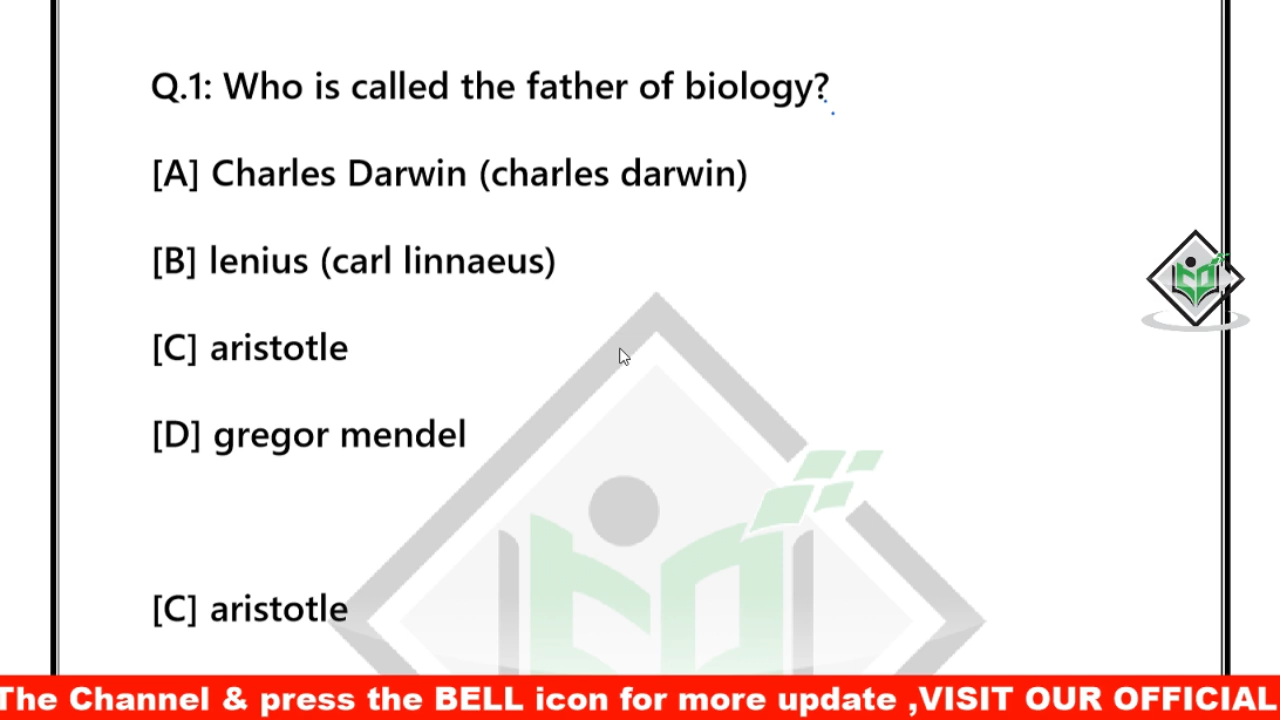 Q.1: Who is called the father of biology?
[A] Charles Darwin (charles darwin)
[B] lenius (carl linnaeus)
[C] aristotle
[D] gregor mendel
[C] aristotle
The Channel & press the BELL icon for more update ,VISIT OUR OFFICIAL